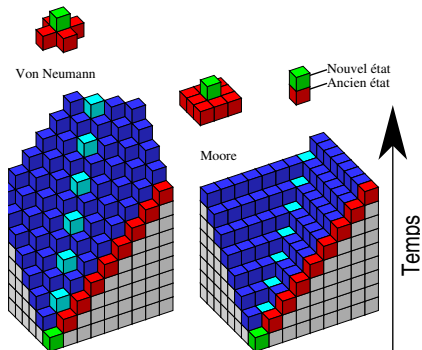 Von Neumann
Nouvel état
Ancien état
Moore
Temps